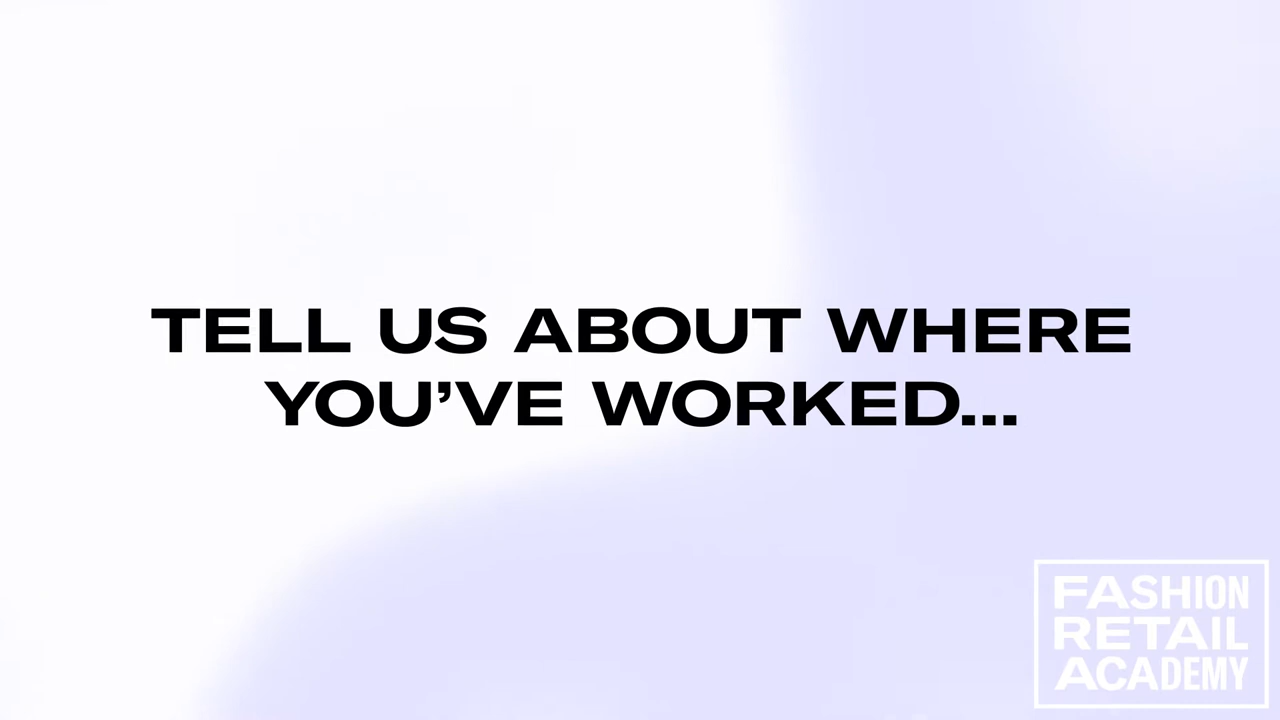 TELL US ABOUT WHERE
YOU’VE WORKED...
FASHION
RETAIL
ACADEMY